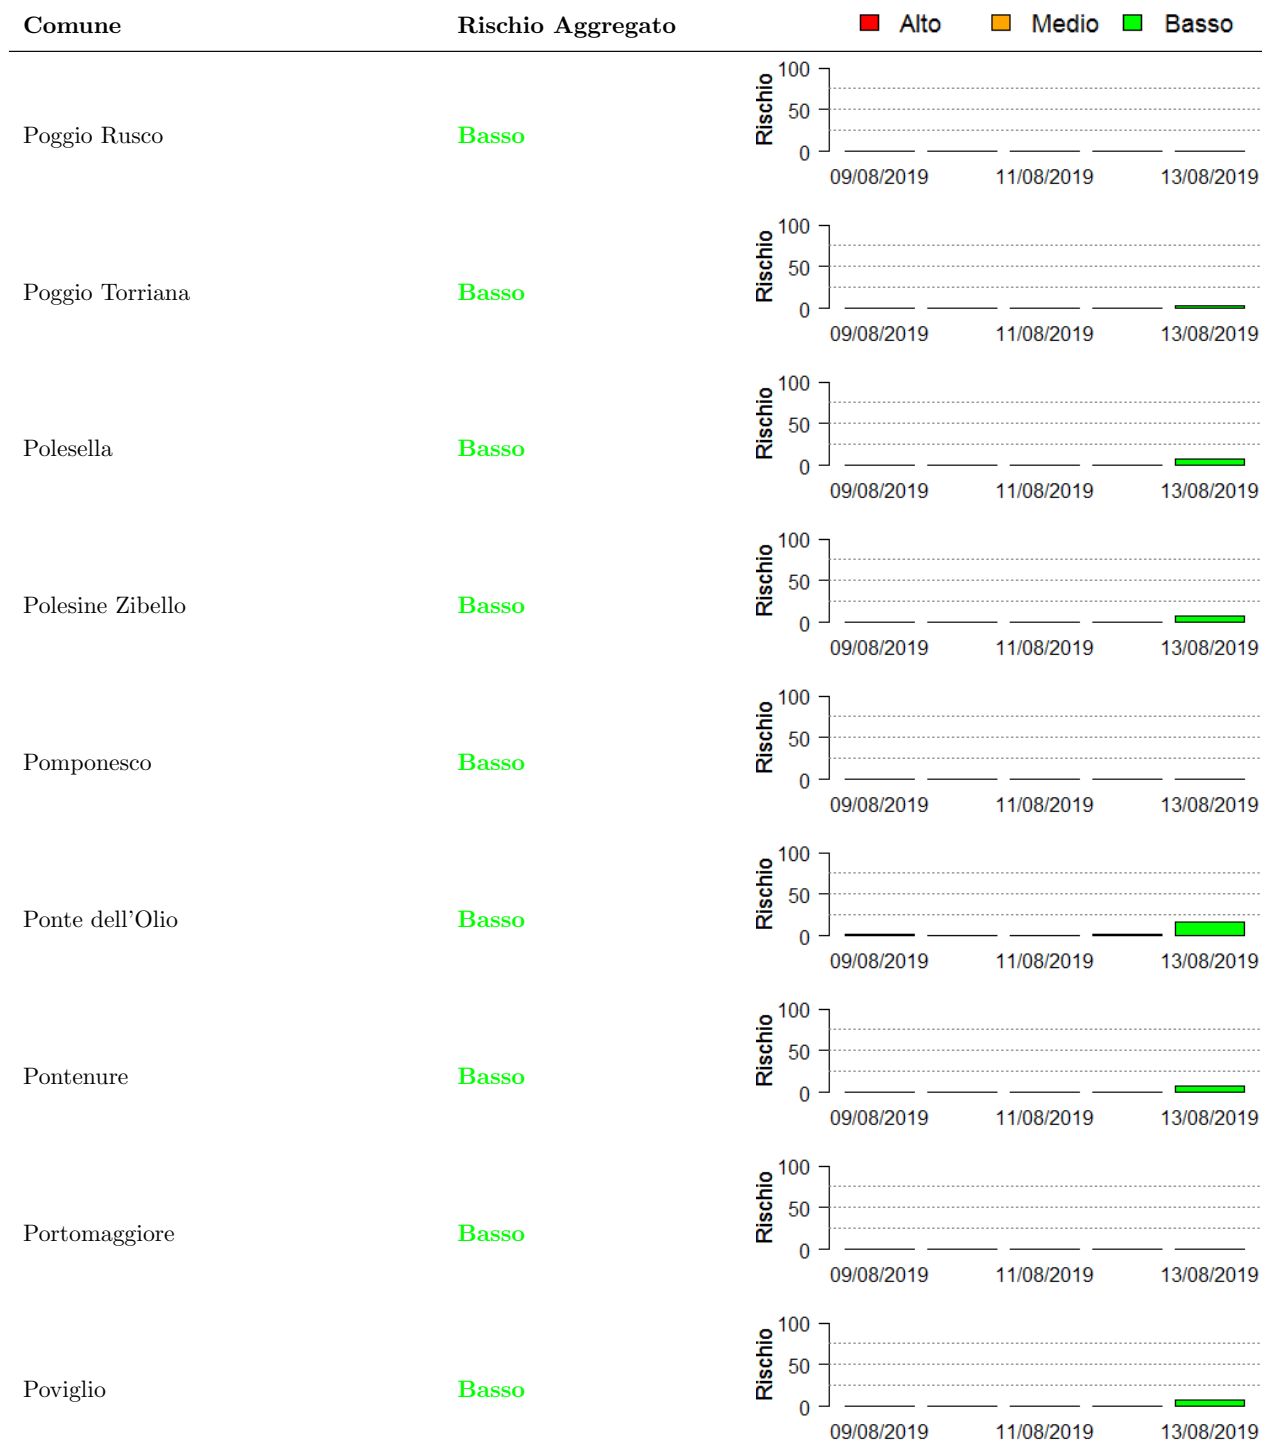 Comune Rischio Aggregato Alto Medio Basso
100
50
0
Rischio
Poggio Rusco Basso
09/08/2019 11/08/2019 13/08/2019
100
50
0
Rischio
Poggio Torriana Basso
09/08/2019 11/08/2019 13/08/2019
100
50
0
Rischio
Polesella Basso
09/08/2019 11/08/2019 13/08/2019
100
50
0
Rischio
Polesine Zibello Basso
09/08/2019 11/08/2019 13/08/2019
100
50
0
Rischio
Pomponesco Basso
09/08/2019 11/08/2019 13/08/2019
100
50
0
Rischio
Ponte dell'Olio Basso
09/08/2019 11/08/2019 13/08/2019
100
50
0
Rischio
Pontenure Basso
09/08/2019 11/08/2019 13/08/2019
100
50
0
Rischio
Portomaggiore Basso
09/08/2019 11/08/2019 13/08/2019
100
50
0
Rischio
Poviglio Basso
09/08/2019 11/08/2019 13/08/2019